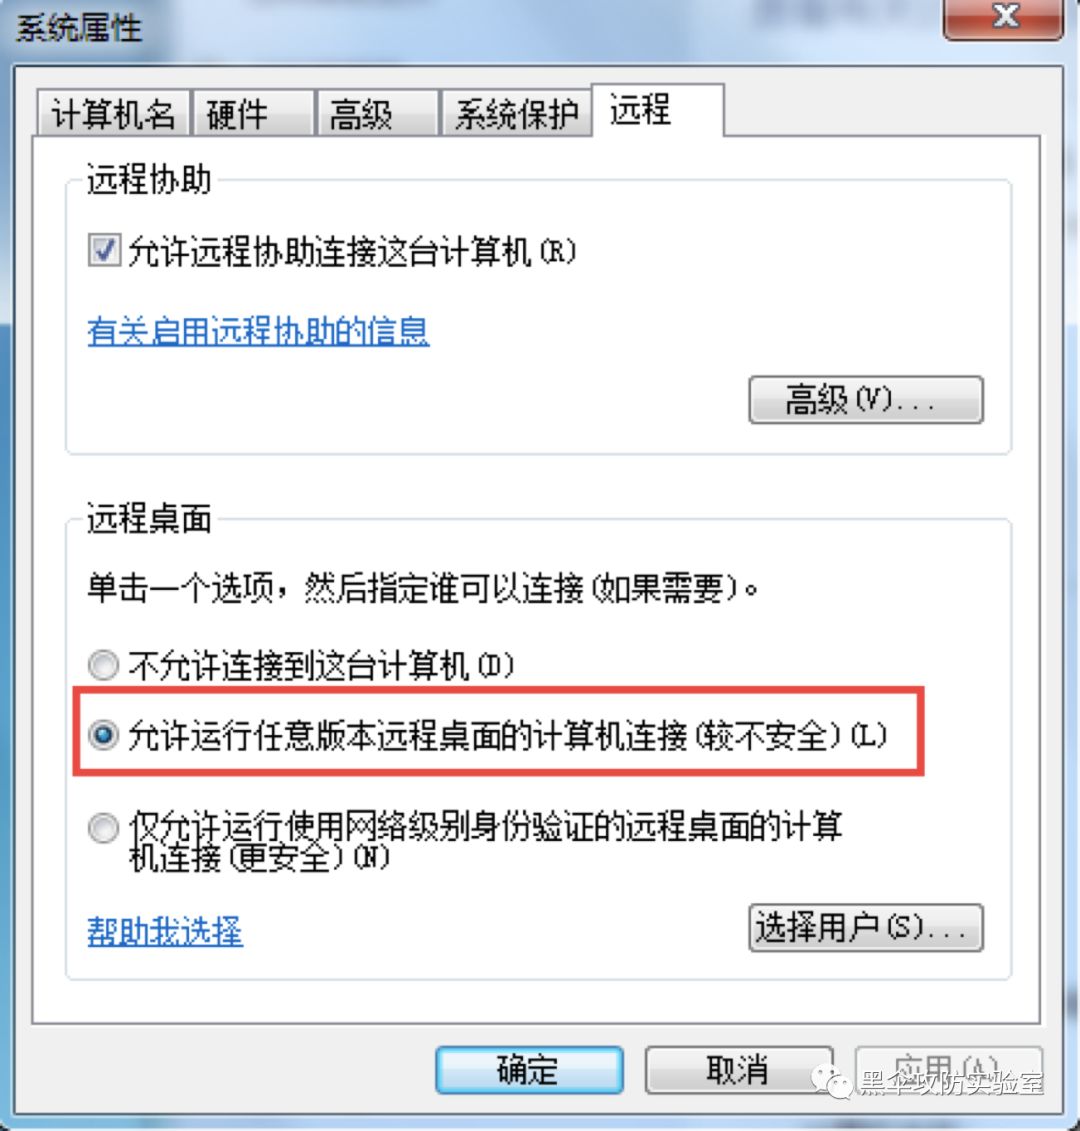 系统属性
计算机名
硬件
高级
系统保护
远程
远程协助
允许远程协助连接这台计算机(R)
有关启用远程协助的信息
高级(V)...
远程桌面
单击一个选项，然后指定谁可以连接(如果需要)。
不允许连接到这台计算机(D)
允许运行任意版本远程桌面的计算机连接(较不安全)(L)
仅允许运行使用网络级别身份验证的远程桌面的计算
机连接(更安全)(N)
帮助我选择
选择用户(S)...
确定
取消
应用(A)
黑伞攻防实验室